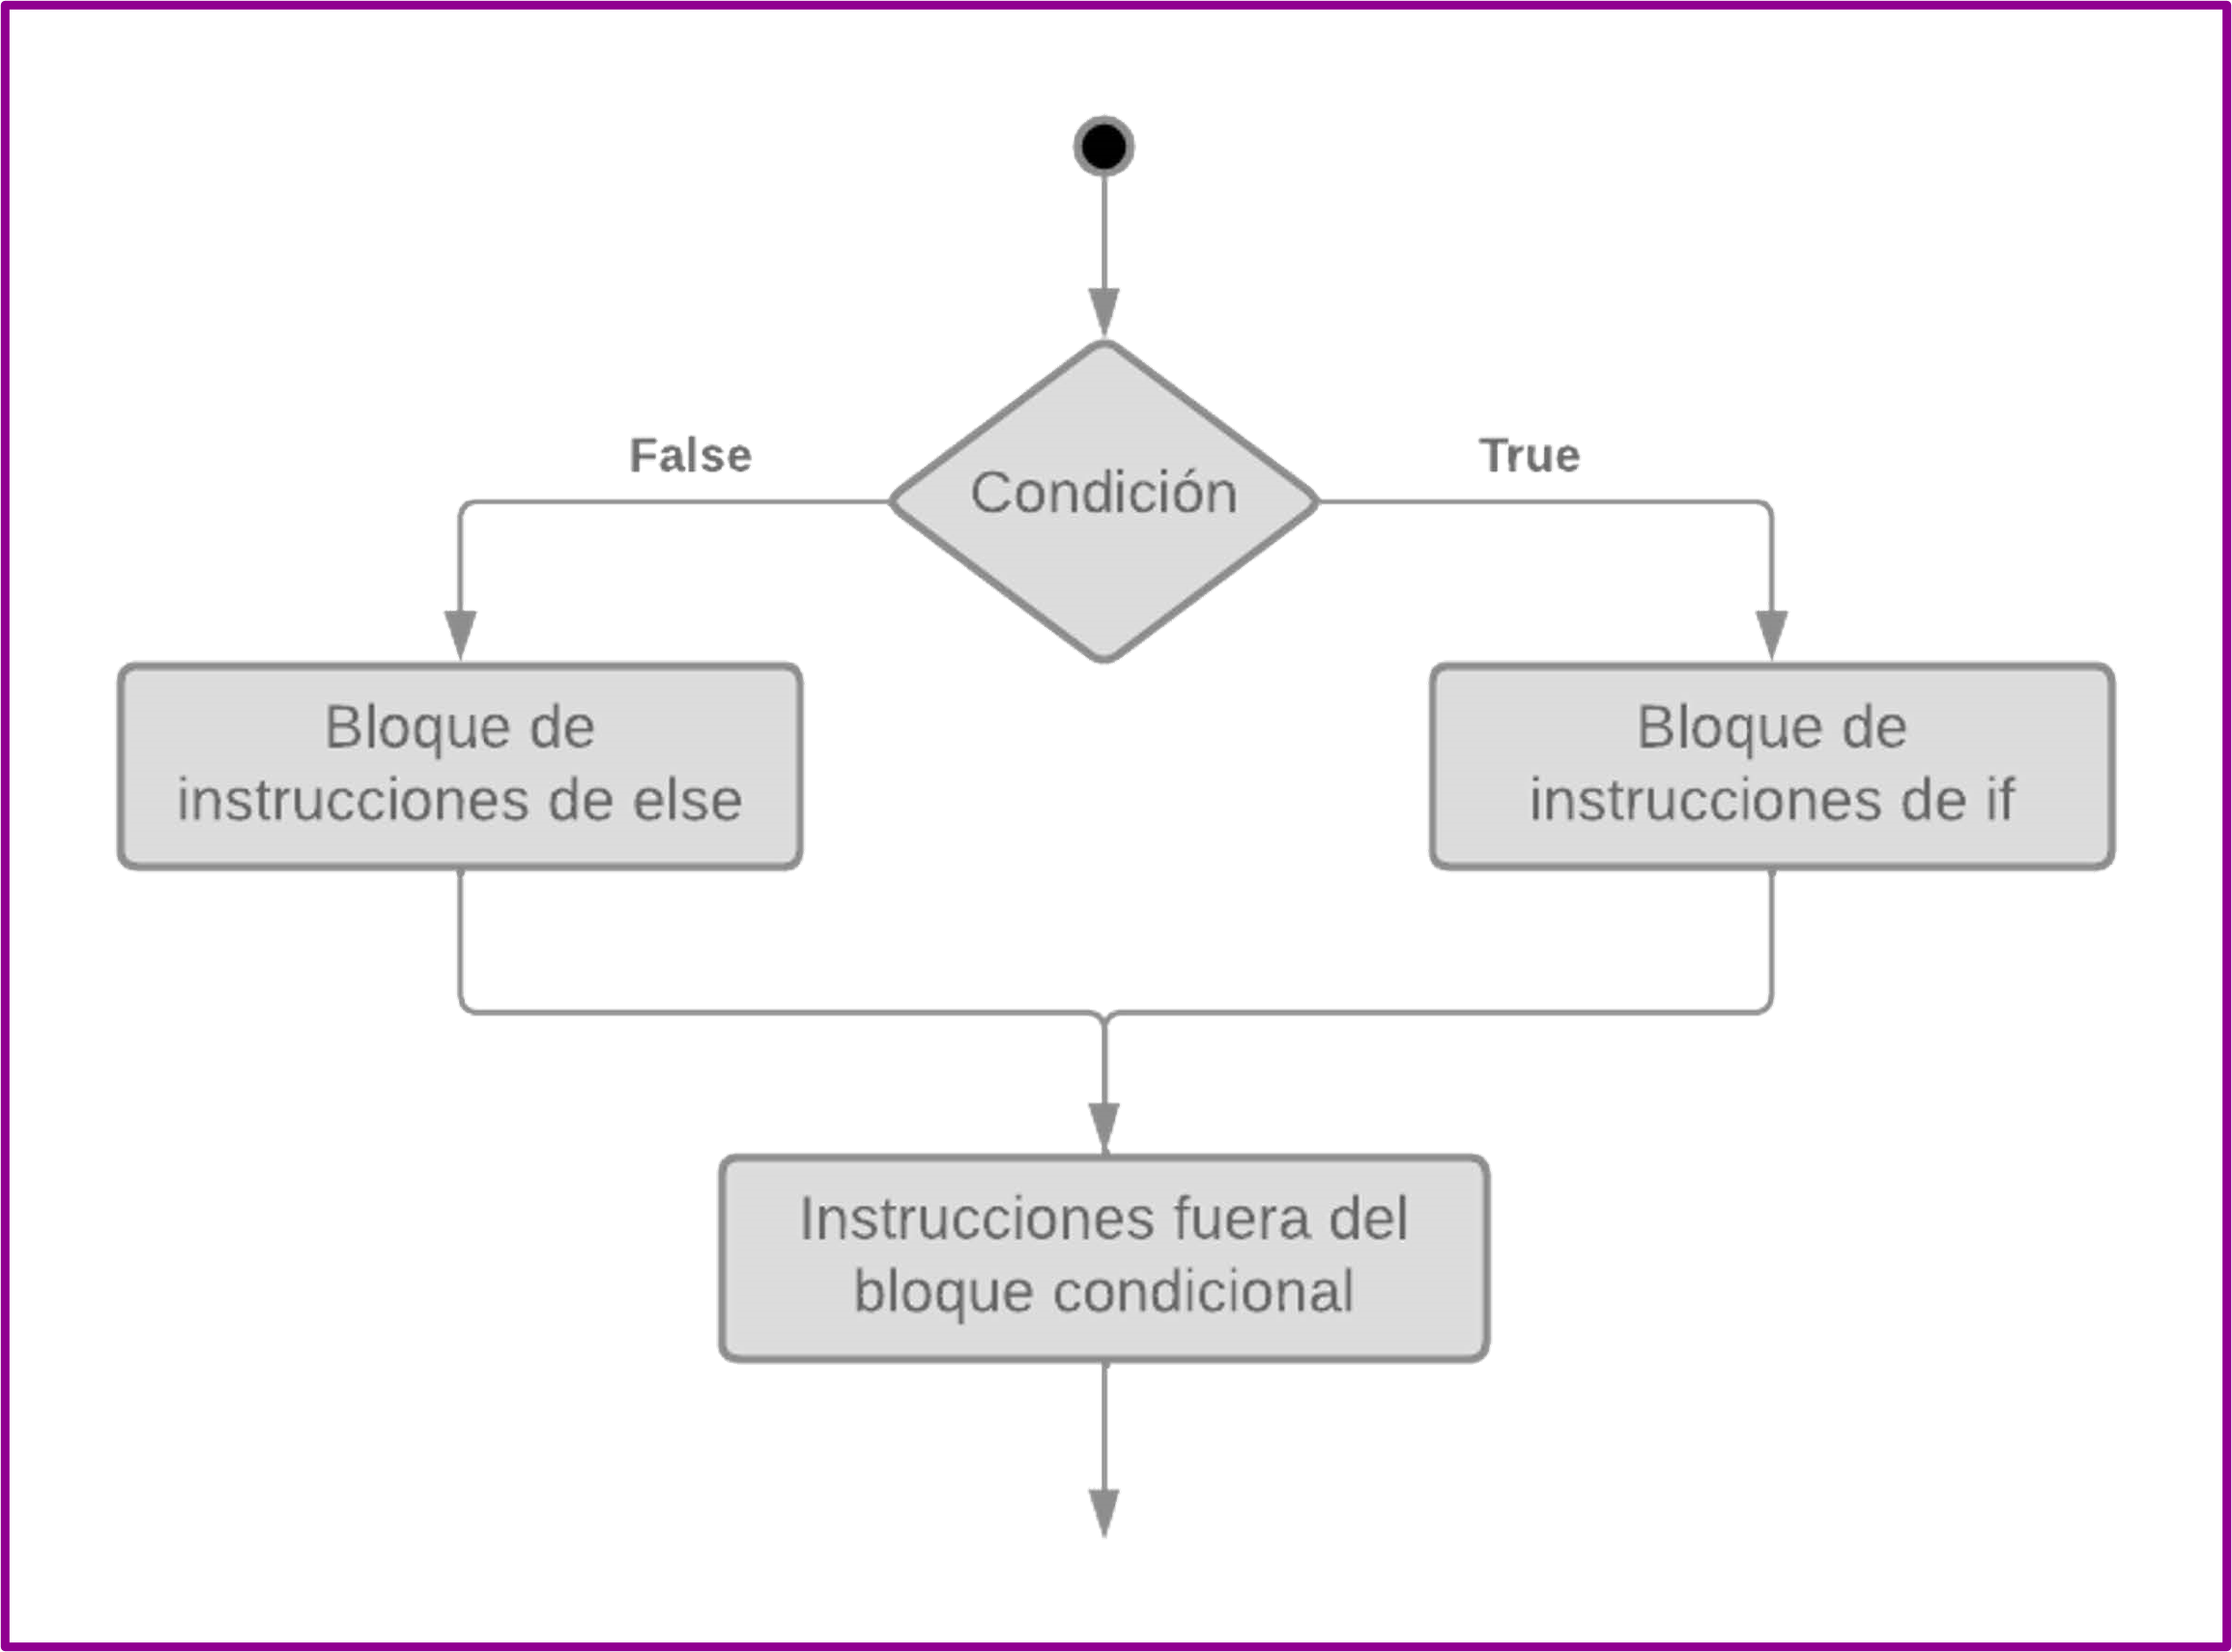 False
True
Condición
Bloque de
instrucciones de else
Bloque de
instrucciones de if
Instrucciones fuera del
bloque condicional